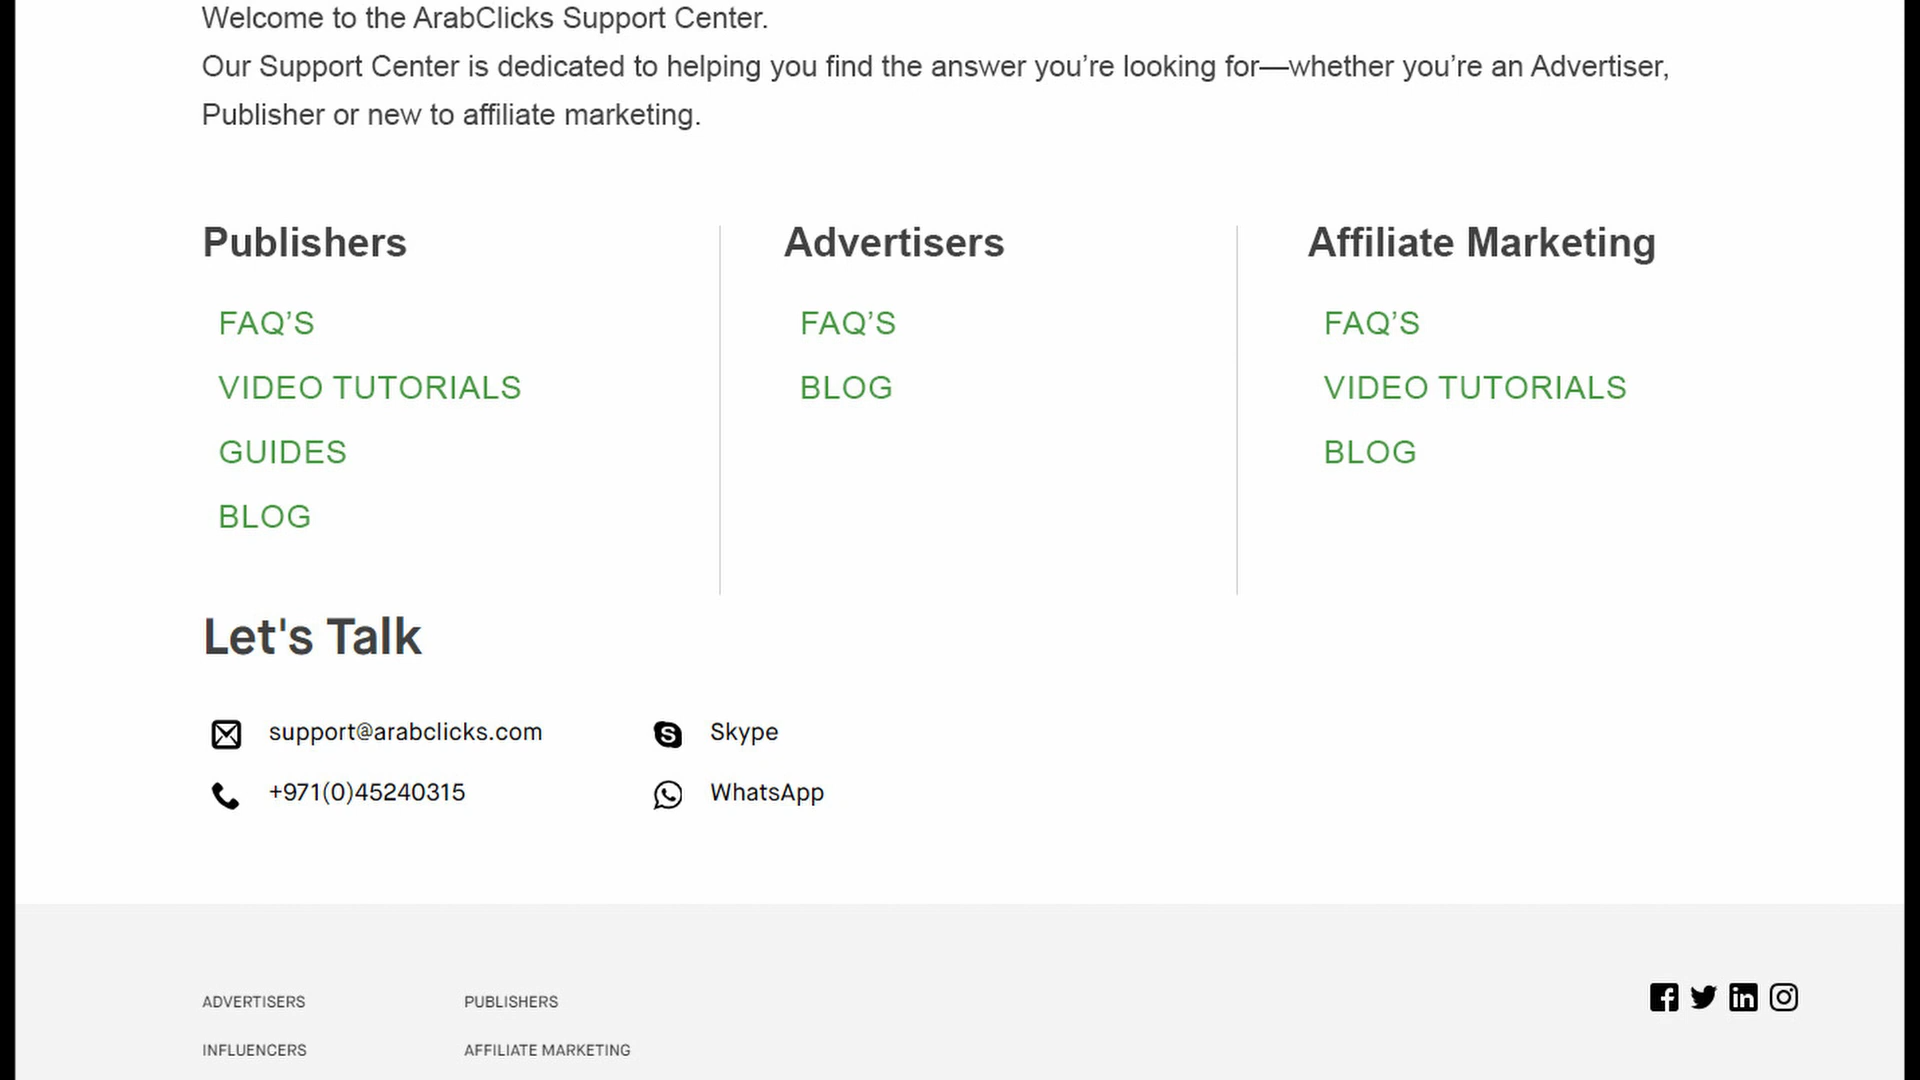 Welcome to the ArabClicks Support Center.
Our Support Center is dedicated to helping you find the answer you’re looking for—whether you’re an Advertiser,
Publisher or new to affiliate marketing.
Publishers
FAQ’S
VIDEO TUTORIALS
GUIDES
BLOG
Advertisers
FAQ’S
BLOG
Affiliate Marketing
FAQ’S
VIDEO TUTORIALS
BLOG
Let's Talk
support@arabclicks.com
Skype
+971(0)45240315
WhatsApp
ADVERTISERS
PUBLISHERS
INFLUENCERS
AFFILIATE MARKETING